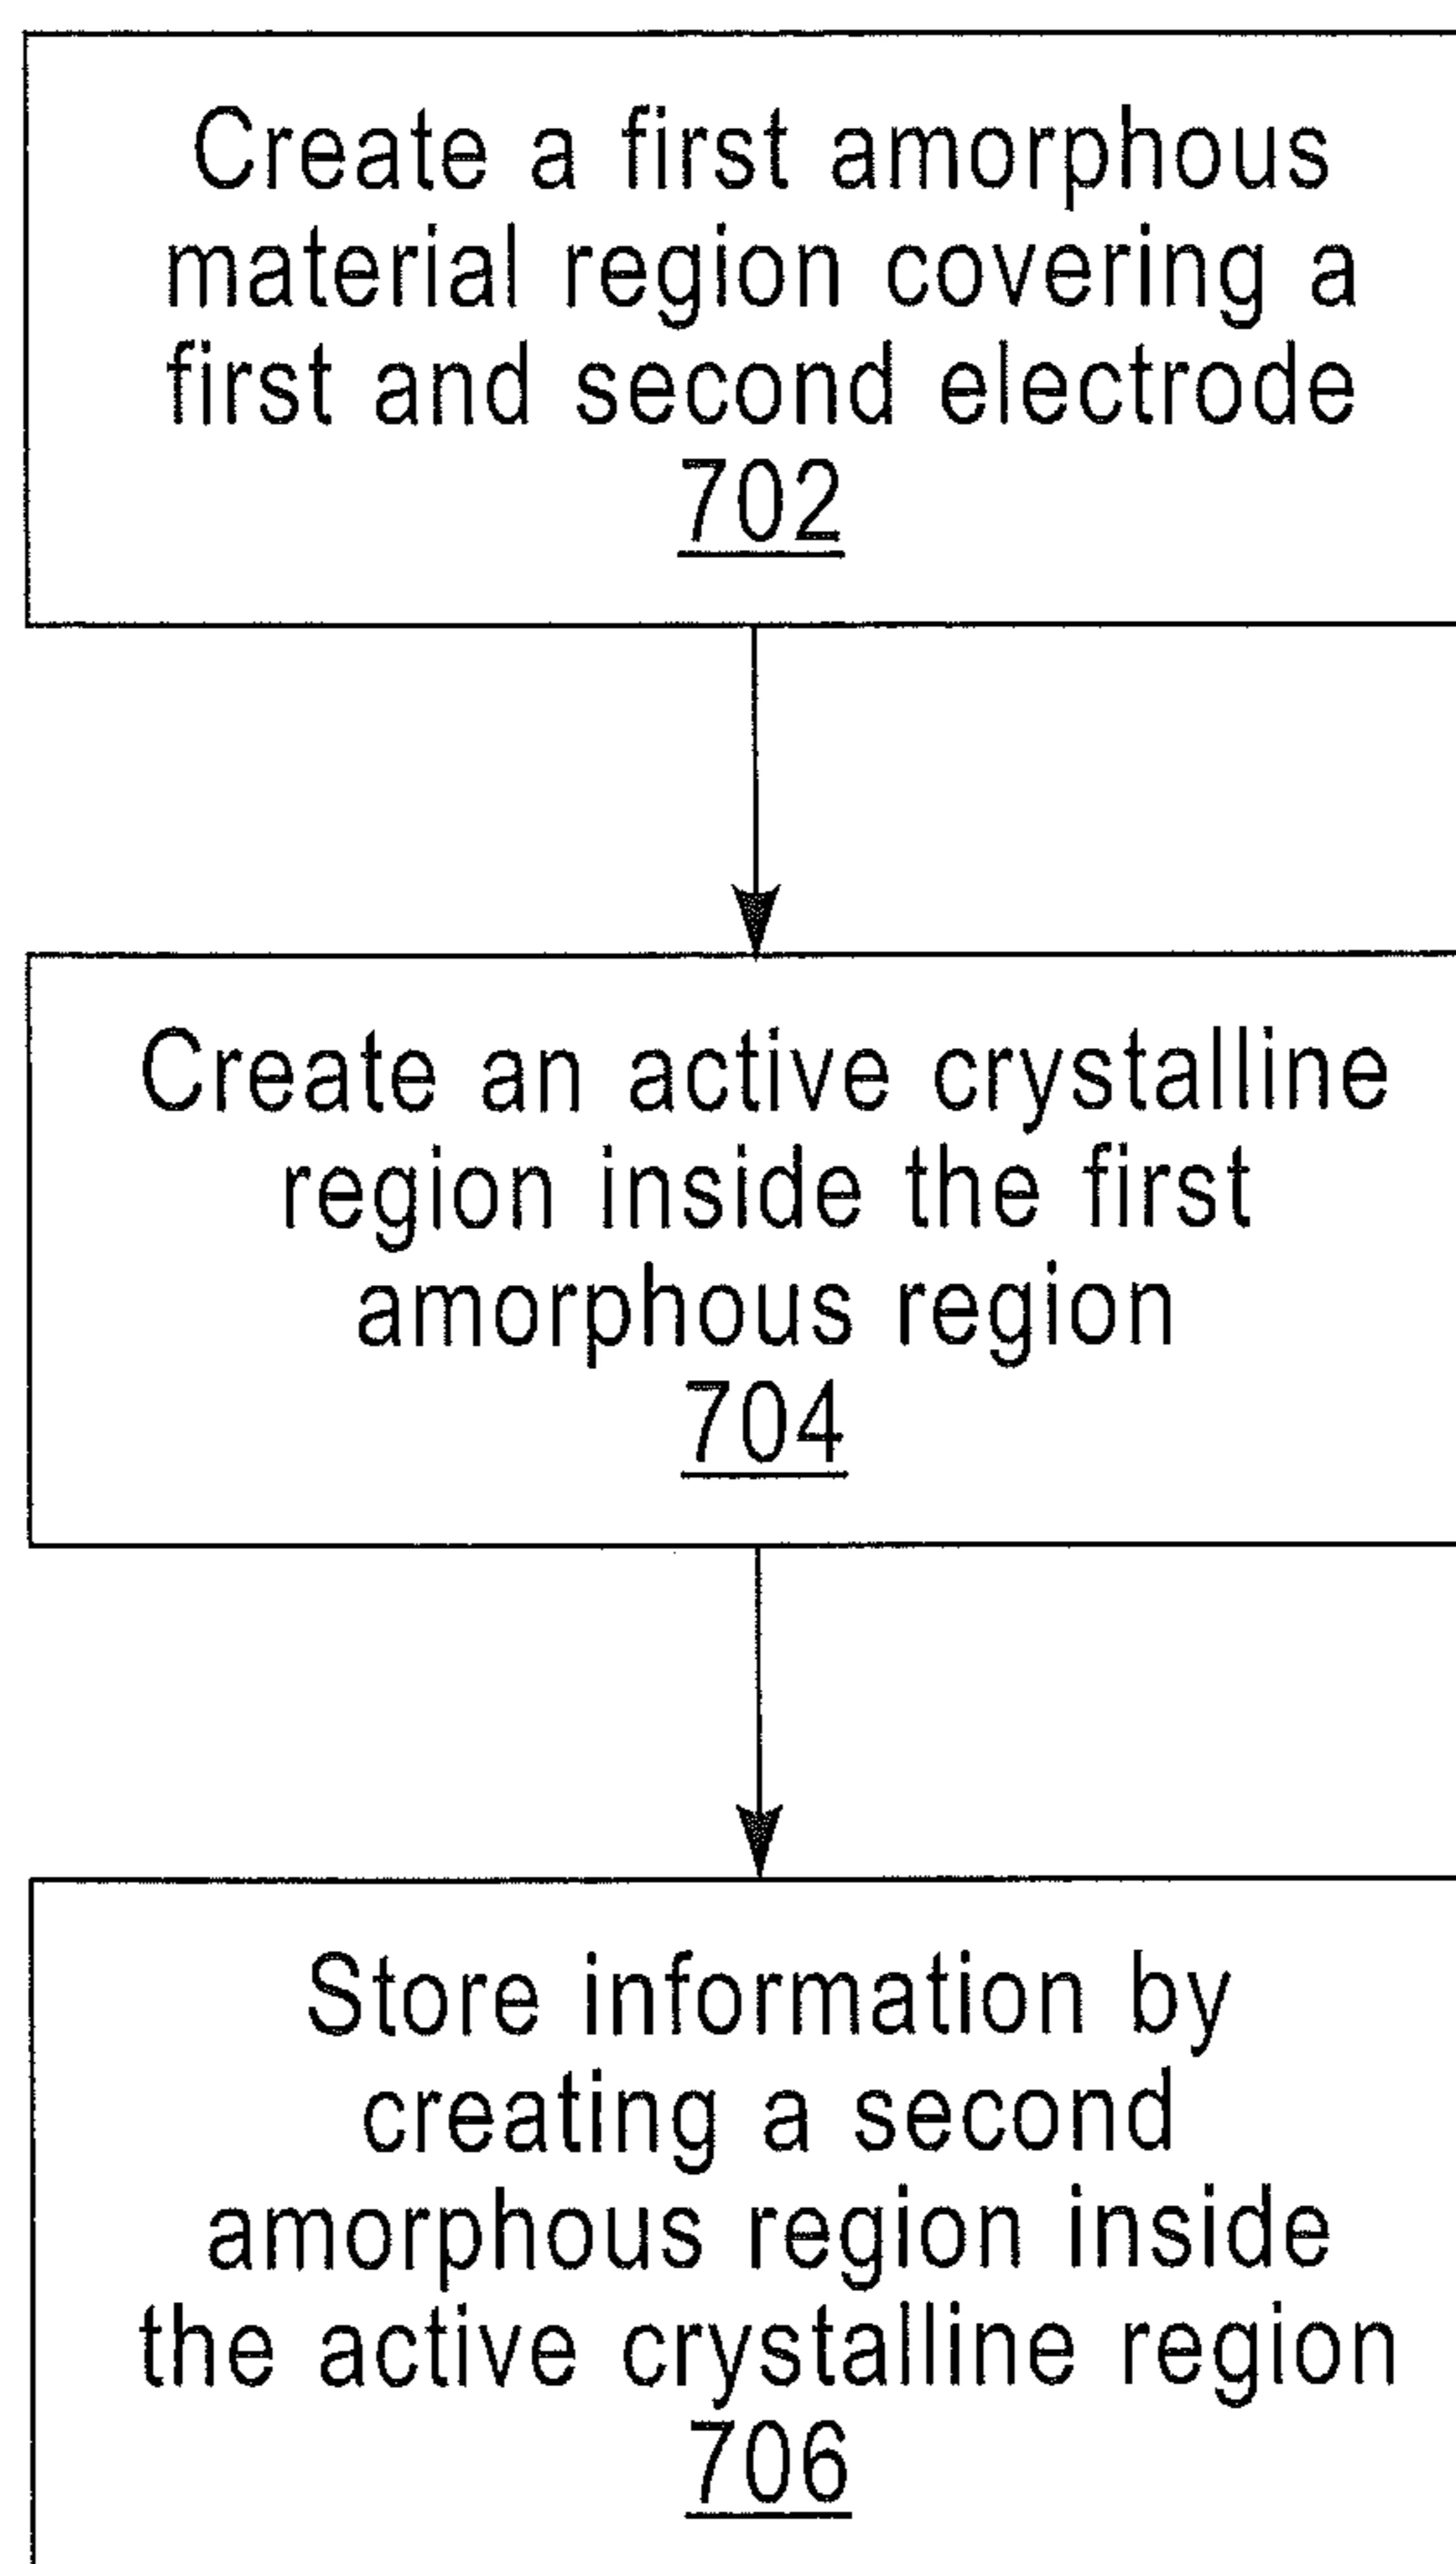 Create a first amorphous
material region covering a
first and second electrode
702
Create an active crystalline
region inside the first
amorphous region
704
Store information by
creating a second
amorphous region inside
the active crystalline region
706